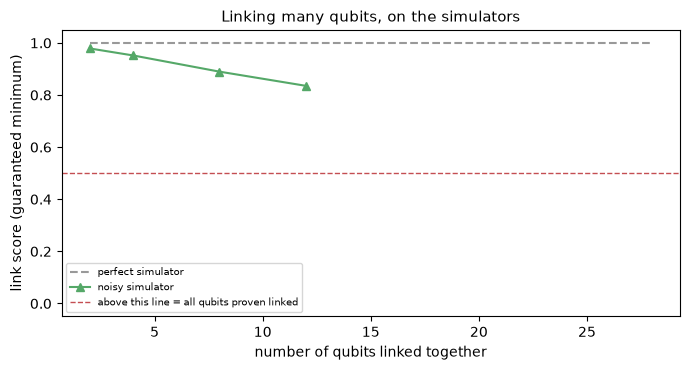 Linking many qubits, on the simulators
link score (guaranteed minimum)
1.0
0.8
0.6
0.4
0.2
0.0
perfect simulator
noisy simulator
above this line = all qubits proven linked
5 10 15 20 25
number of qubits linked together